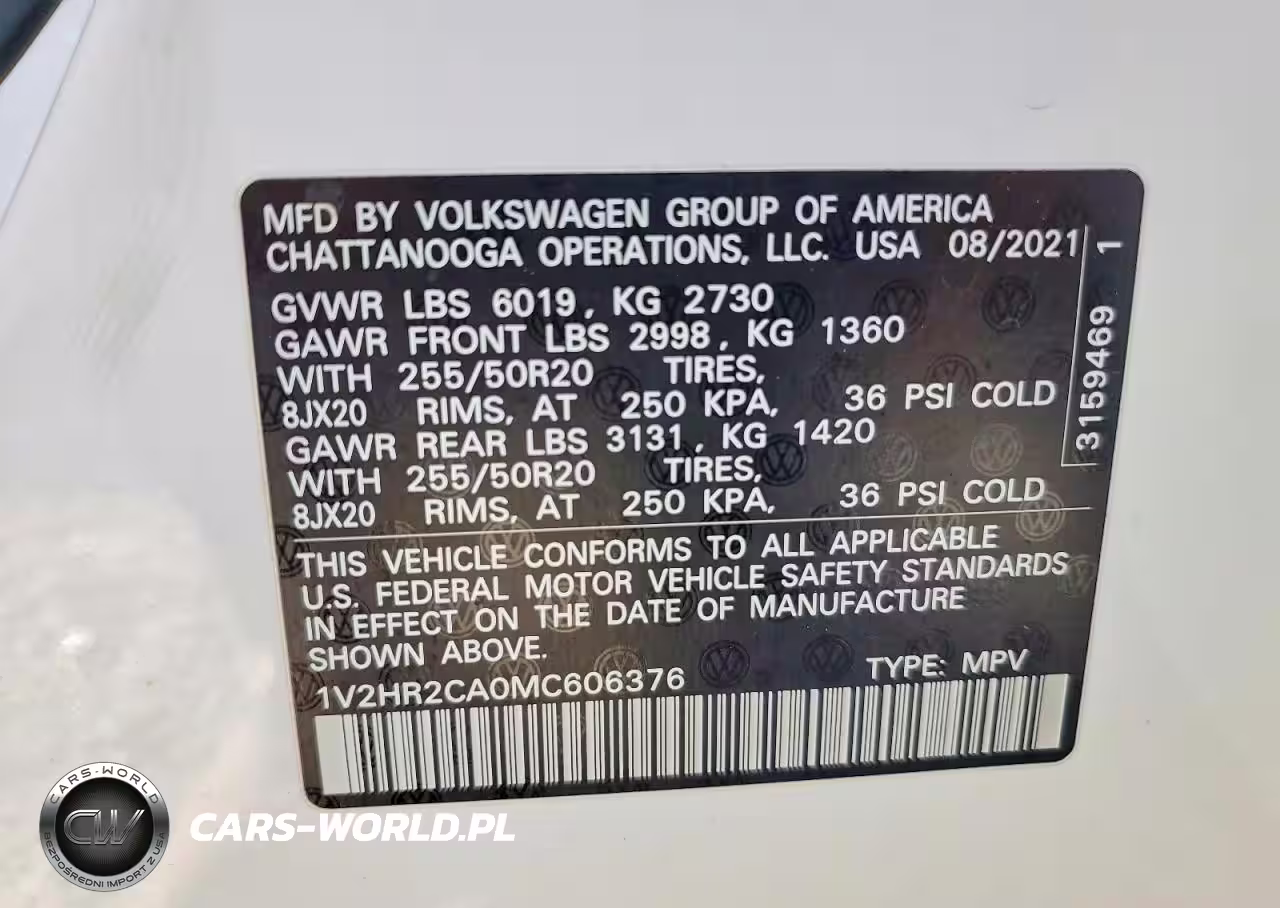 MFD BY VOLKSWAGEN GROUP OF AMERICA
CHATTANOOGA OPERATIONS, LLC. USA 08/2021
GVWR LBS 6019, KG 2730
GAWR FRONT LBS 2998, KG 1360
WITH 255/50R20 TIRES,
8JX20 RIMS, AT 250 KPA, 36 PSI COLD
GAWR REAR LBS 3131, KG 1420
WITH 255/50R20 TIRES,
8JX20 RIMS, AT 250 KPA, 36 PSI COLD
3159469 1
THIS VEHICLE CONFORMS TO ALL APPLICABLE
U.S. FEDERAL MOTOR VEHICLE SAFETY STANDARDS
IN EFFECT ON THE DATE OF MANUFACTURE
SHOWN ABOVE.
1V2HR2CA0MC606376 TYPE: MPV
CARS-WORLD
CW
BEZPOŚREDNI IMPORT Z USA
CARS-WORLD.PL